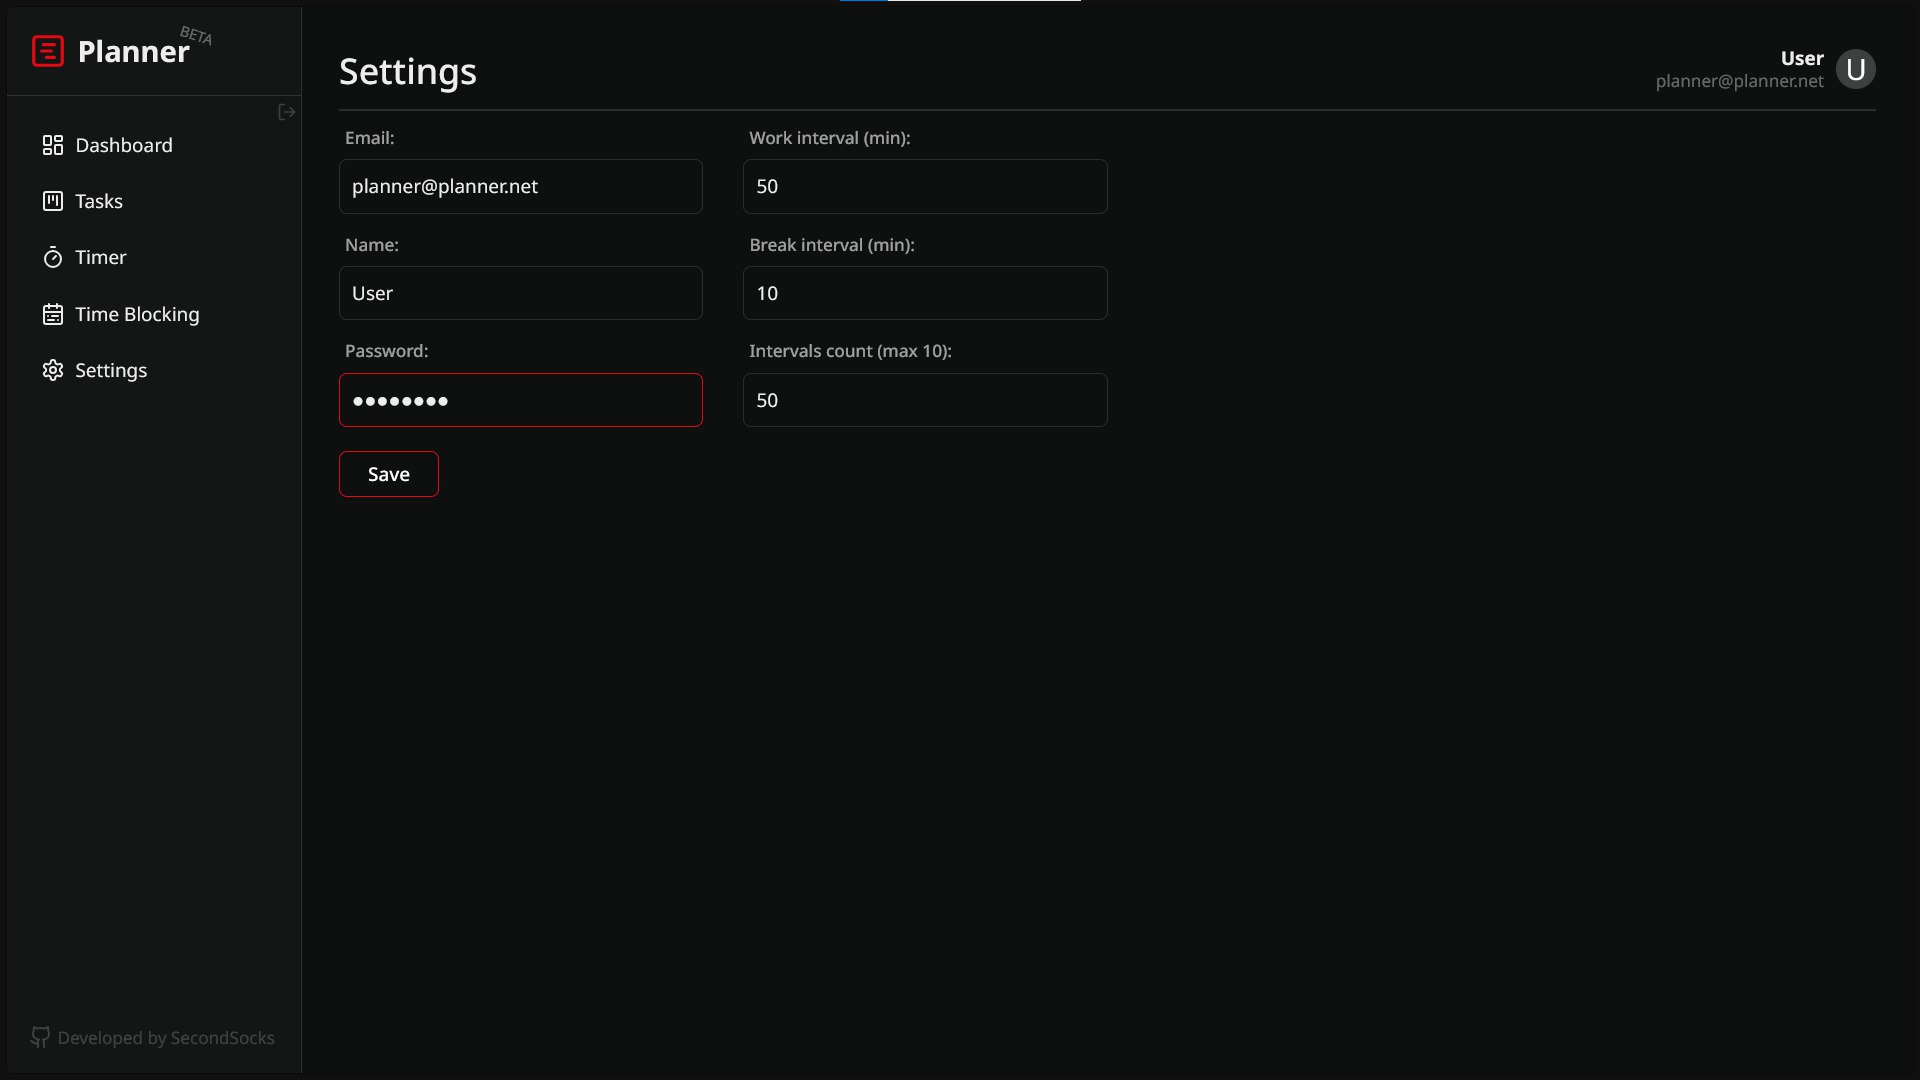 Planner
BETA
Dashboard
Tasks
Timer
Time Blocking
Settings
Developed by SecondSocks
Settings
User
planner@planner.net
U
Email:
planner@planner.net
Name:
User
Password:
●●●●●●●●
Save
Work interval (min):
50
Break interval (min):
10
Intervals count (max 10):
50